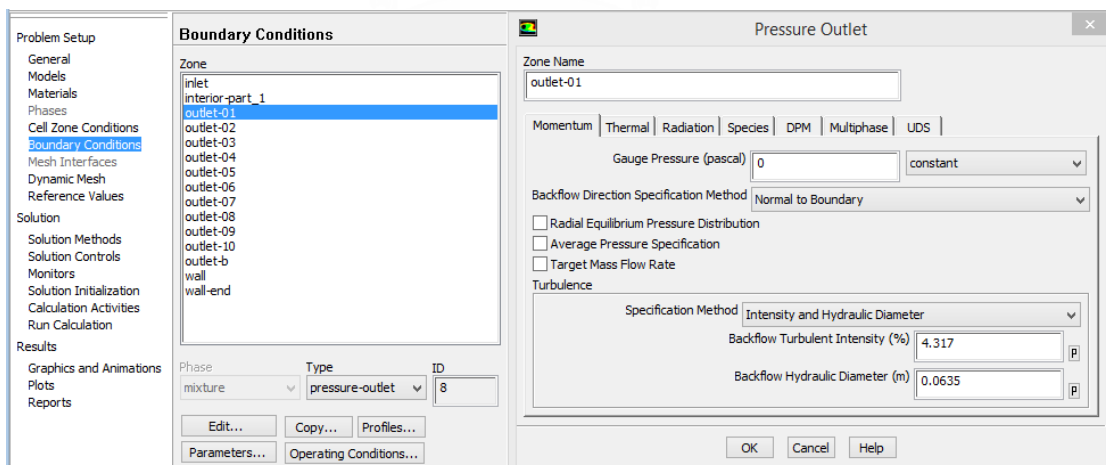 Problem Setup
General
Models
Materials
Phases
Cell Zone Conditions
Boundary Conditions
Mesh Interfaces
Dynamic Mesh
Reference Values
Solution
Solution Methods
Solution Controls
Monitors
Solution Initialization
Calculation Activities
Run Calculation
Results
Graphics and Animations
Plots
Reports
Boundary Conditions
Zone
inlet
interior-part_1
outlet-01
outlet-02
outlet-03
outlet-04
outlet-05
outlet-06
outlet-07
outlet-08
outlet-09
outlet-10
outlet-b
wall
wall-end
Phase Type ID
mixture pressure-outlet 8
Edit... Copy... Profiles...
Parameters... Operating Conditions...
Pressure Outlet
Zone Name
outlet-01
Momentum Thermal Radiation Species DPM Multiphase UDS
Gauge Pressure (pascal) 0 constant
Backflow Direction Specification Method Normal to Boundary
Radial Equilibrium Pressure Distribution
Average Pressure Specification
Target Mass Flow Rate
Turbulence
Specification Method Intensity and Hydraulic Diameter
Backflow Turbulent Intensity (%) 4.317 P
Backflow Hydraulic Diameter (m) 0.0635 P
OK Cancel Help